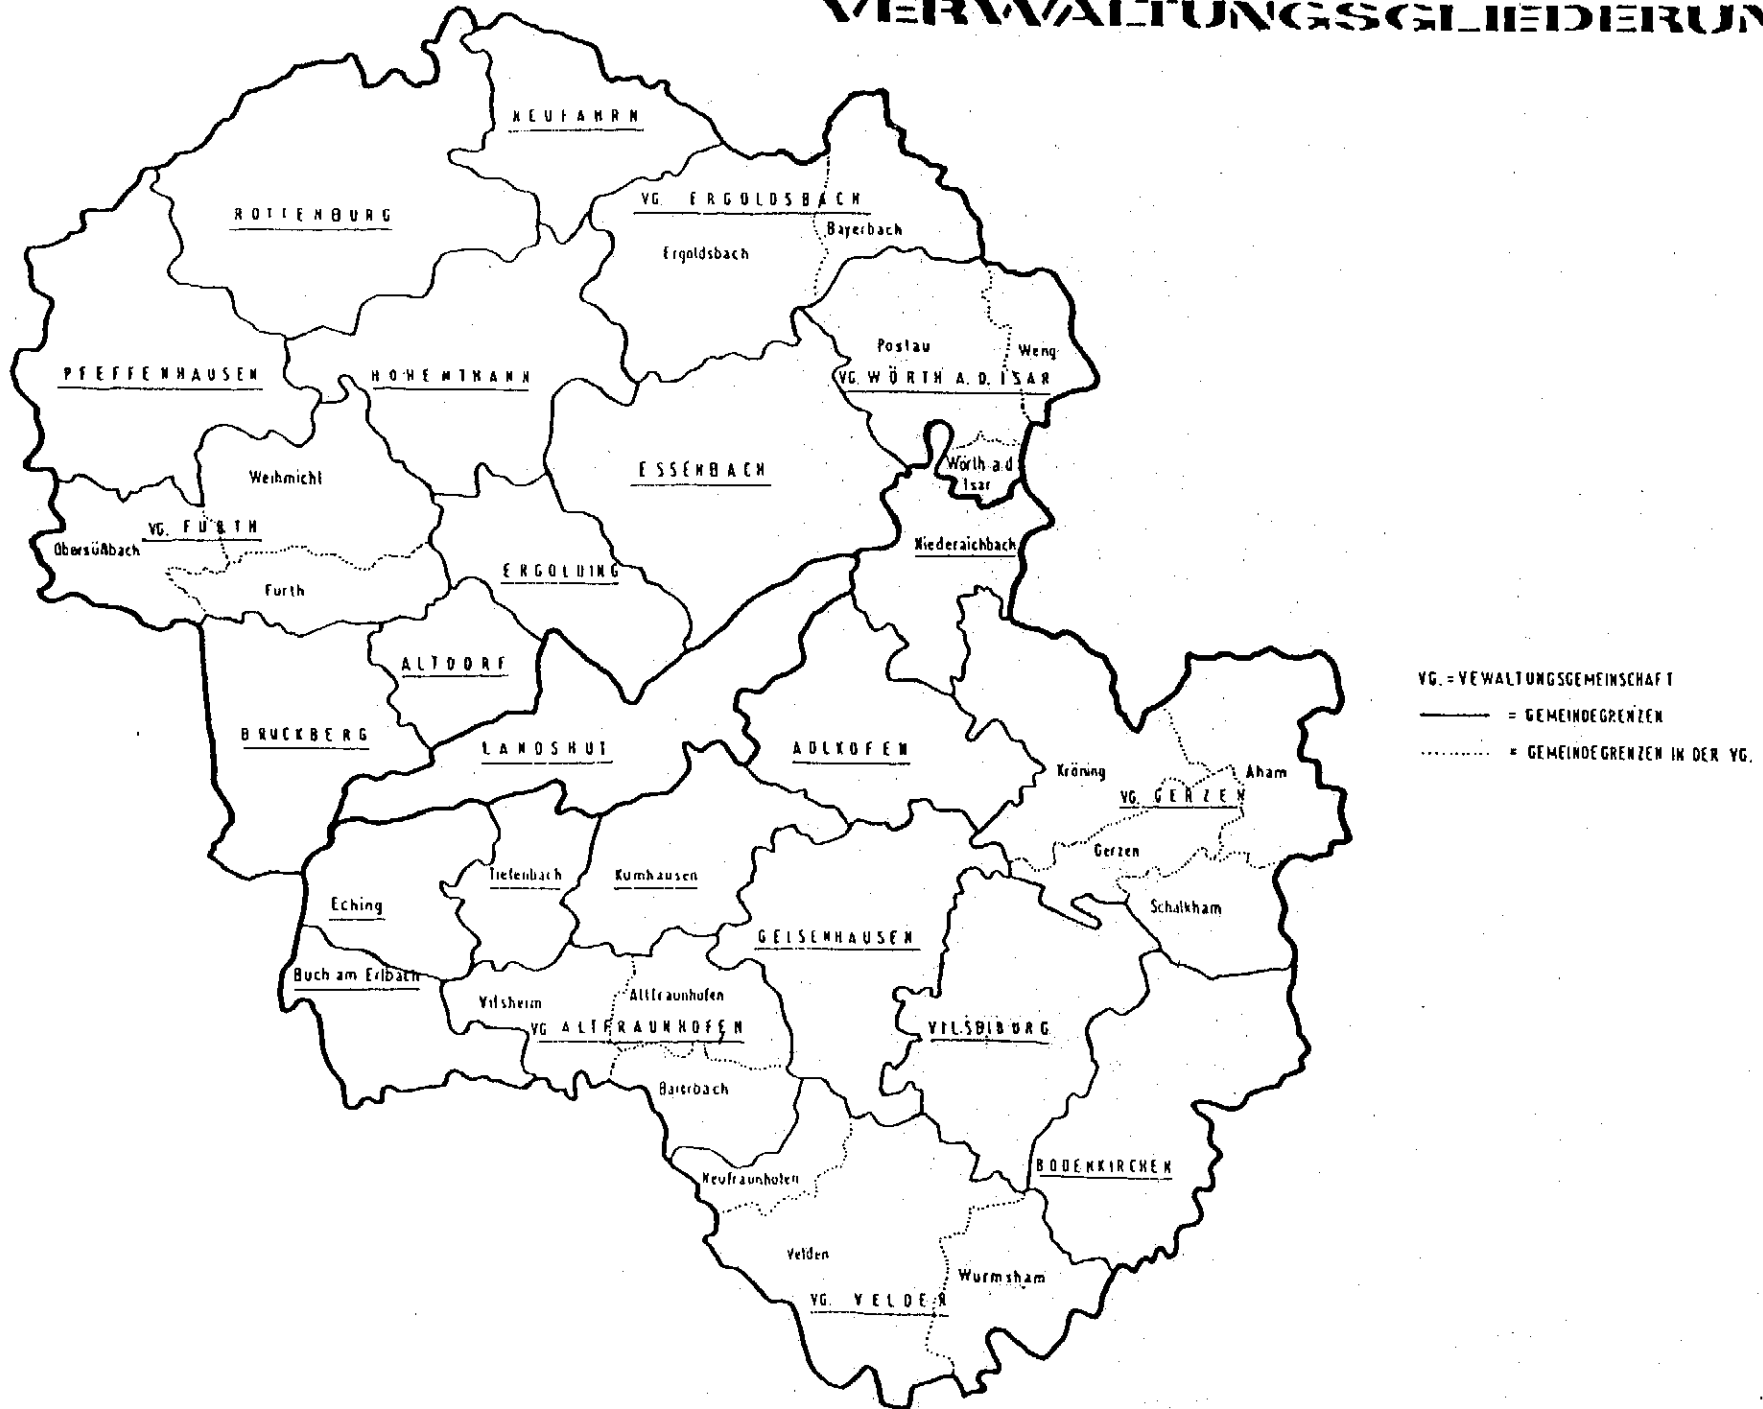 VERWALTUNGSGLIEDERUN
NEUFAHRN
ROTTENBURG
VG. ERGOLDSBACH
Bayerbach
Ergoldsbach
Postau
Weng
VG. WÖRTH A.D. ISAR
PFEFFENHAUSEN
HOHENTHANN
Weihmichl
ESSENBACH
Wörth a.d
Isar
VG. FURTH
Obersüßbach
Niederaichbach
Furth
ERGOLDING
ALTDORF
BRUCKBERG
LANDSHUT
ADLKOFEN
VG. = VEWALTUNGSGEMEINSCHAFT
= GEMEINDEGRENZEN
= GEMEINDEGRENZEN IN DER VG.
Kröning
Aham
VG. GERZEN
Gerzen
Tiefenbach
Kumhausen
Eching
Schalkham
GEISENHAUSEN
Buch am Erlbach
Vilsheim
Altfraunhofen
VG ALTFRAUNHOFEN
VILSBIBURG
Baierbach
BODENKIRCHEN
Neufraunhofen
Velden
Wurmsham
VG. VELDEN